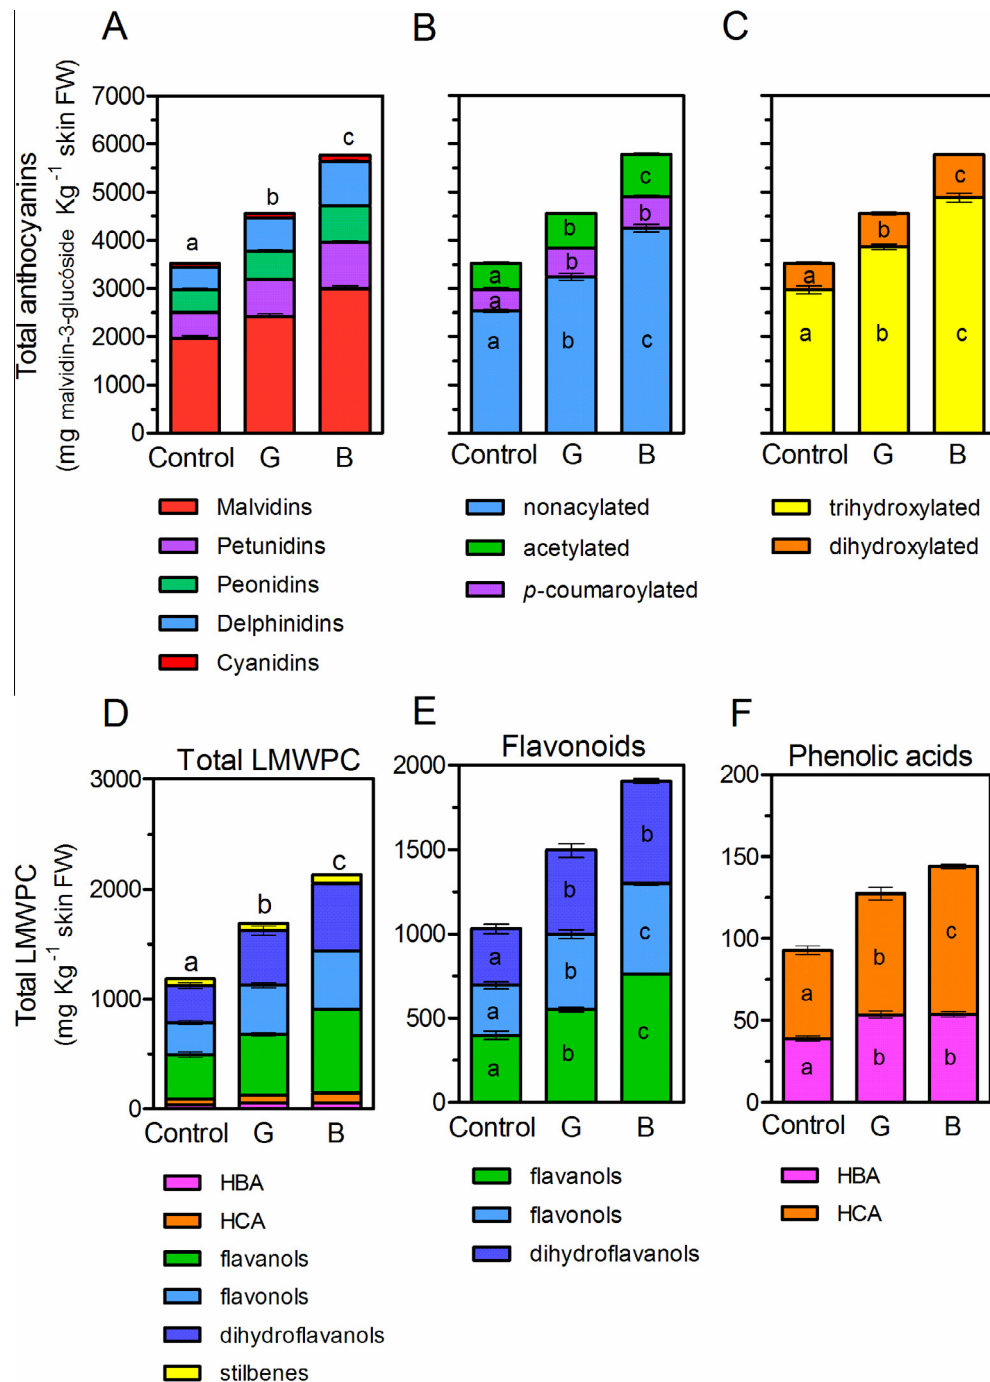 A
B
C
Total anthocyanins
(mg malvidin-3-glucóside Kg-1 skin FW)
7000
6000
5000
4000
3000
2000
1000
0
a
b
c
a
a
a
b
b
b
c
b
c
a
a
b
b
c
c
Control G B
Control G B
Control G B
Malvidins
Petunidins
Peonidins
Delphinidins
Cyanidins
nonacylated
acetylated
p-coumaroylated
trihydroxylated
dihydroxylated
D
E
F
Total LMWPC
Flavonoids
Phenolic acids
Total LMWPC
(mg Kg-1 skin FW)
3000
2000
1000
0
a
b
c
2000
1500
1000
500
0
a
a
a
b
b
b
b
c
c
200
150
100
50
0
a
a
b
b
c
b
Control G B
Control G B
Control G B
HBA
HCA
flavanols
flavonols
dihydroflavanols
stilbenes
flavanols
flavonols
dihydroflavanols
HBA
HCA